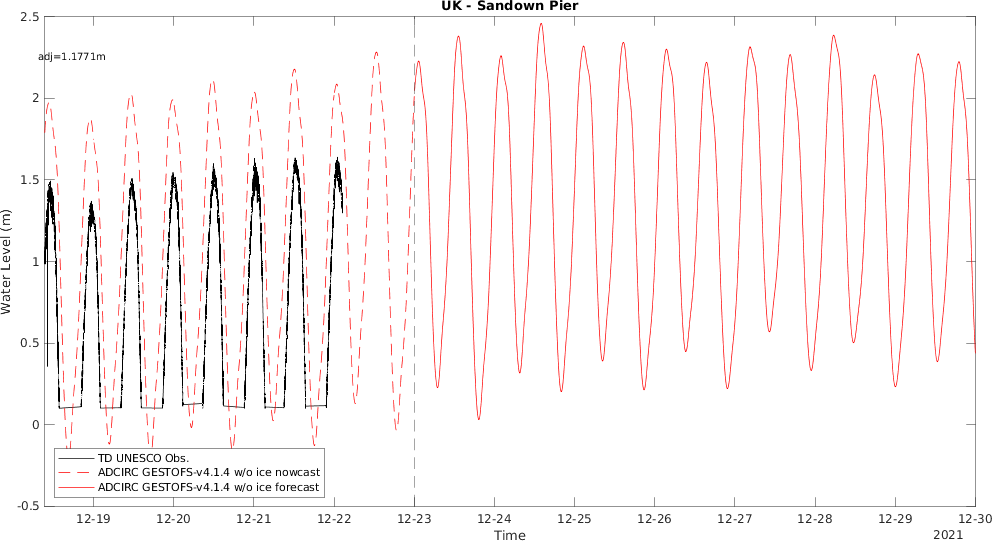 UK - Sandown Pier
adj=1.1771m
Water Level (m)
2.5
2
1.5
1
0.5
0
-0.5
TD UNESCO Obs.
ADCIRC GESTOFS-v4.1.4 w/o ice nowcast
ADCIRC GESTOFS-v4.1.4 w/o ice forecast
12-19 12-20 12-21 12-22 12-23 12-24 12-25 12-26 12-27 12-28 12-29 12-30
Time
2021